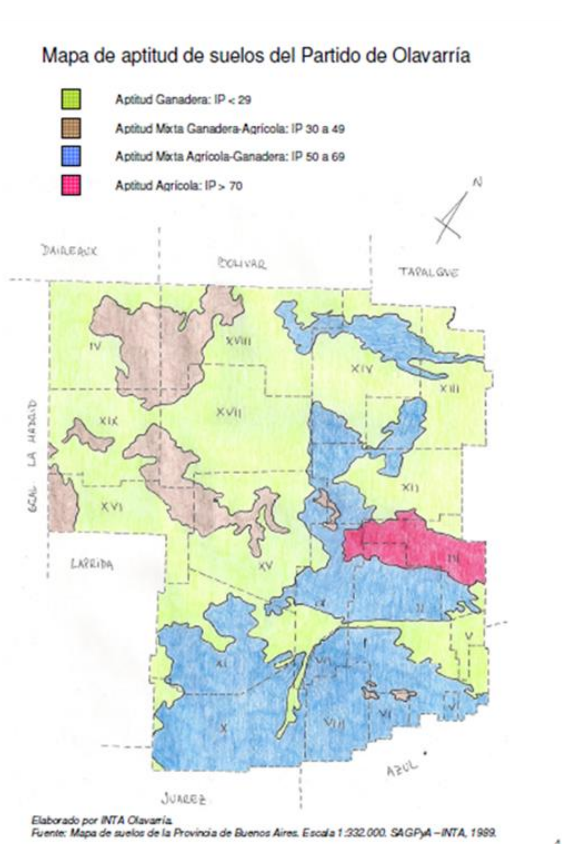 Mapa de aptitud de suelos del Partido de Olavarría
Aptitud Ganadera: IP < 29
Aptitud Mixta Ganadera-Agrícola: IP 30 a 49
Aptitud Mixta Agrícola-Ganadera: IP 50 a 69
Aptitud Agrícola: IP > 70
N
DAIREAUX
BOLIVAR
TAPALQUE
IV
XVIII
XIV
XIII
XIX
XVII
GRAL LA MADRID
XII
XVI
XV
LAPRIDA
III
II
I
V
XI
VII
X
VIII
VI
AZUL
JUAREZ
Elaborado por INTA Olavarría.
Fuente: Mapa de suelos de la Provincia de Buenos Aires. Escala 1:332.000. SAGPyA – INTA, 1989.